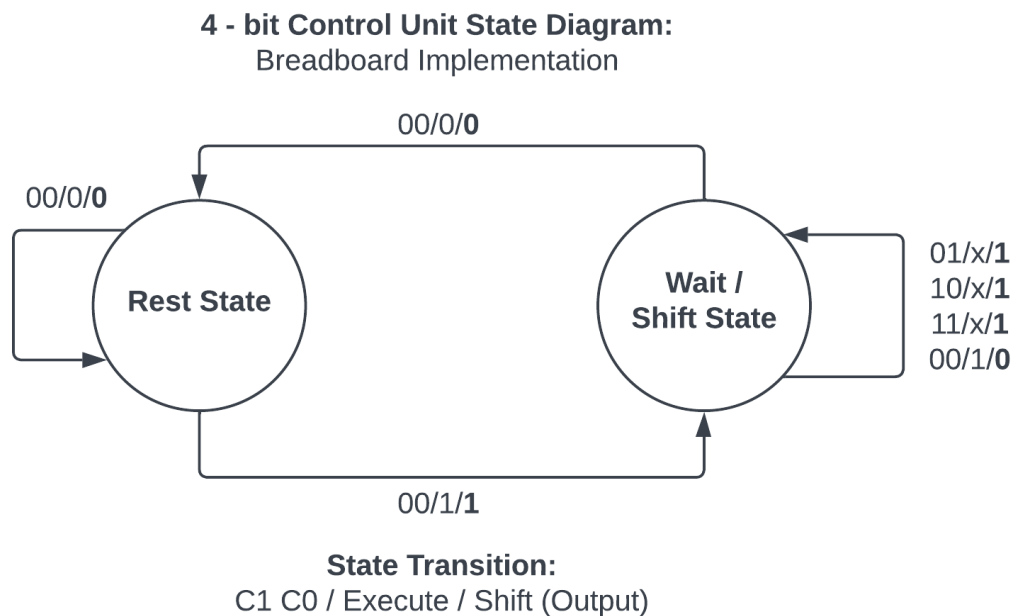 4 - bit Control Unit State Diagram:
Breadboard Implementation
00/0/0
00/0/0
Rest State
Wait /
Shift State
01/x/1
10/x/1
11/x/1
00/1/0
00/1/1
State Transition:
C1 C0 / Execute / Shift (Output)